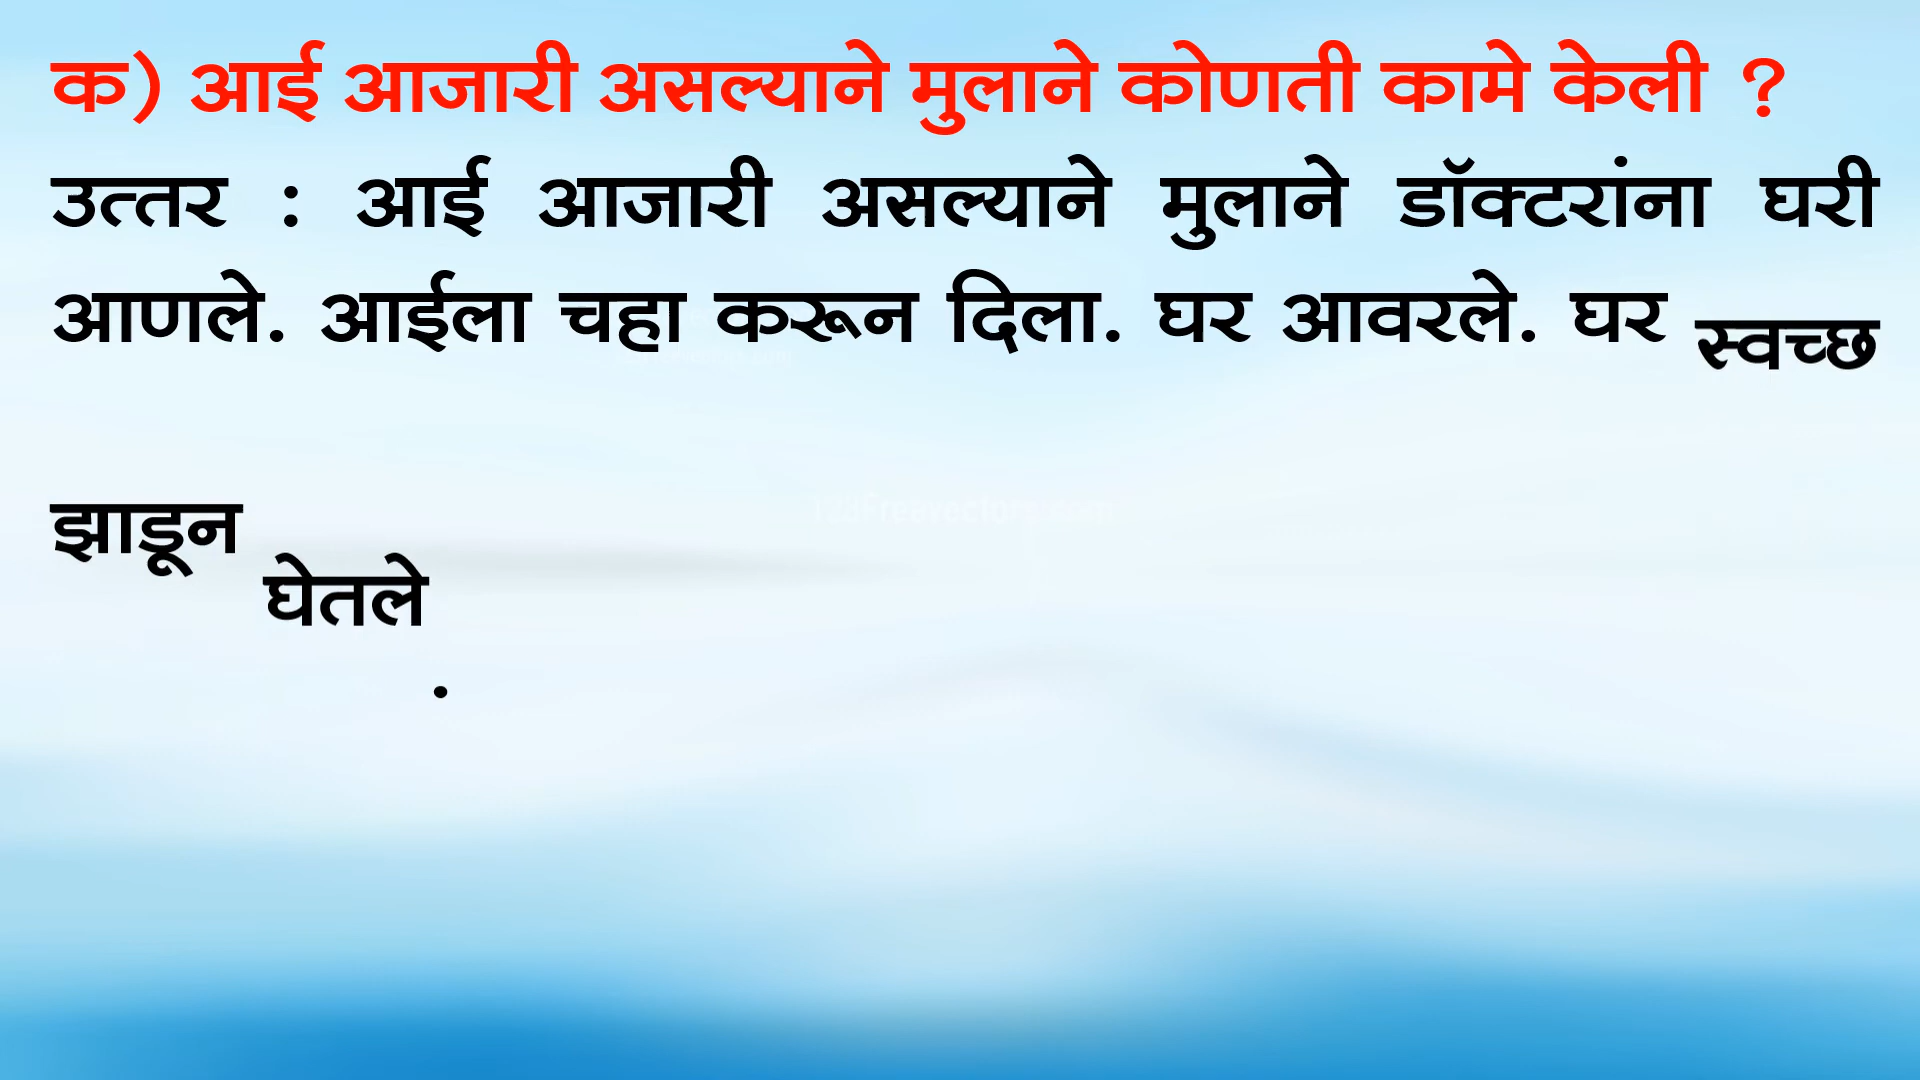 क) आई आजारी असल्याने मुलाने कोणती कामे केली ?
उत्तर : आई आजारी असल्याने मुलाने डॉक्टरांना घरी
आणले. आईला चहा करून दिला. घर आवरले. घर स्वच्छ
झाडून घेतले.